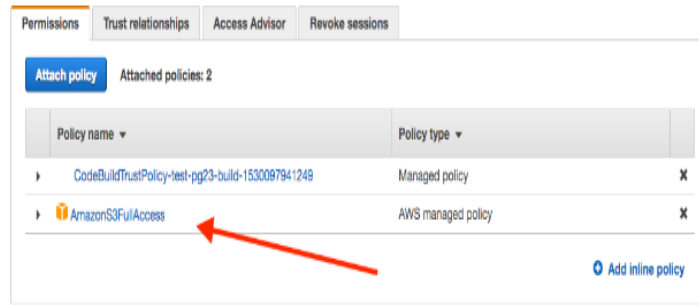 Permissions Trust relationships Access Advisor Revoke sessions
Attach policy Attached policies: 2
Policy name Policy type
CodeBuildTrustPolicy-test-pg23-build-1530097941249 Managed policy
AmazonS3FullAccess AWS managed policy
Add inline policy